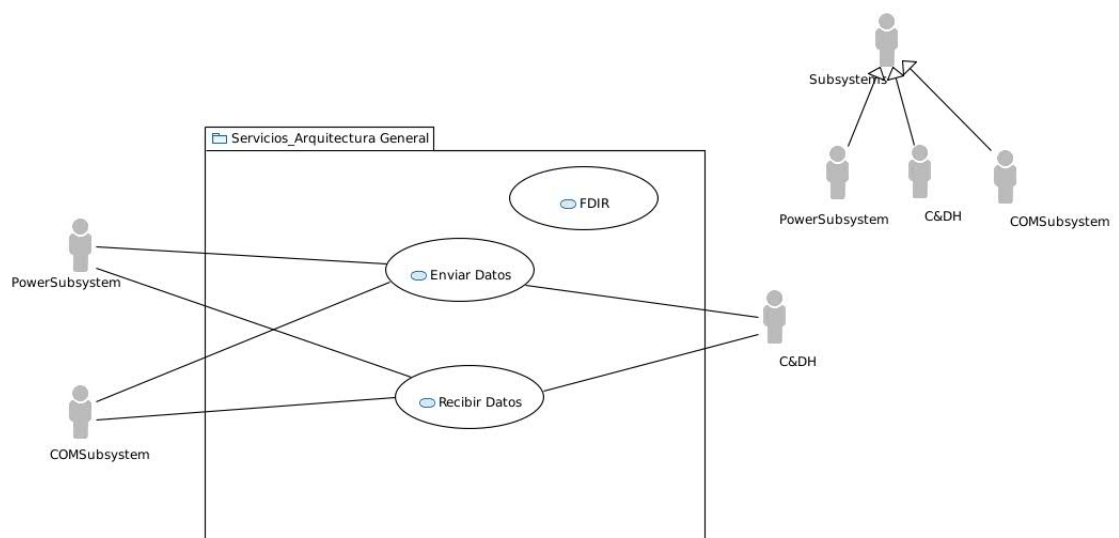 Subsystems
Servicios_Arquitectura General
FDIR
PowerSubsystem
C&DH
COMSubsystem
PowerSubsystem
Enviar Datos
C&DH
Recibir Datos
COMSubsystem